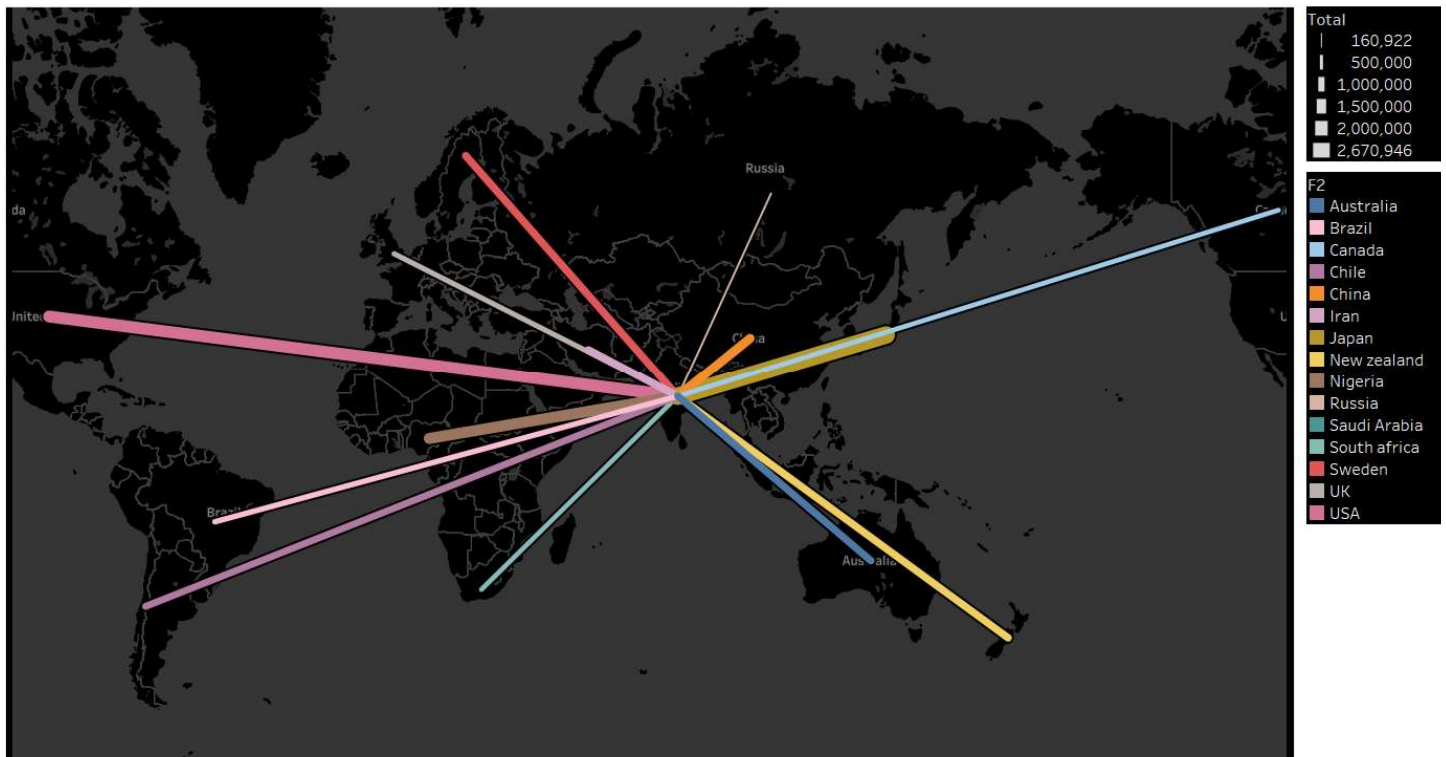 Total
160,922
500,000
1,000,000
1,500,000
2,000,000
2,670,946
F2
Australia
Brazil
Canada
Chile
China
Iran
Japan
New zealand
Nigeria
Russia
Saudi Arabia
South africa
Sweden
UK
USA
Russia
da
United
Australia